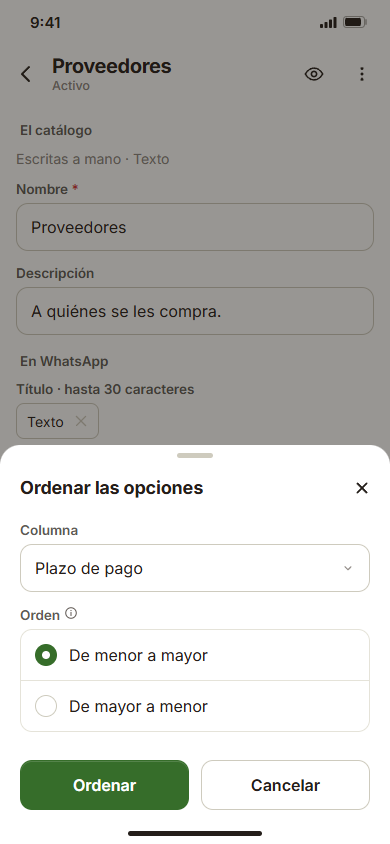 9:41
Proveedores
Activo
El catálogo
Escritas a mano · Texto
Nombre *
Proveedores
Descripción
A quiénes se les compra.
En WhatsApp
Título · hasta 30 caracteres
Texto
Ordenar las opciones
Columna
Plazo de pago
Orden
De menor a mayor
De mayor a menor
Ordenar
Cancelar